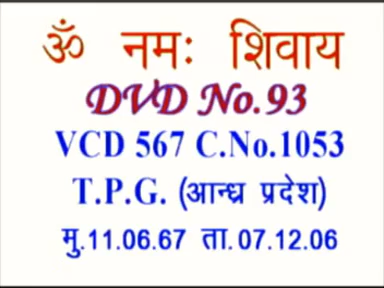 ॐ नमः शिवाय
DVD No.93
VCD 567 C.No.1053
T.P.G. (आन्ध्र प्रदेश)
मु.11.06.67 ता.07.12.06